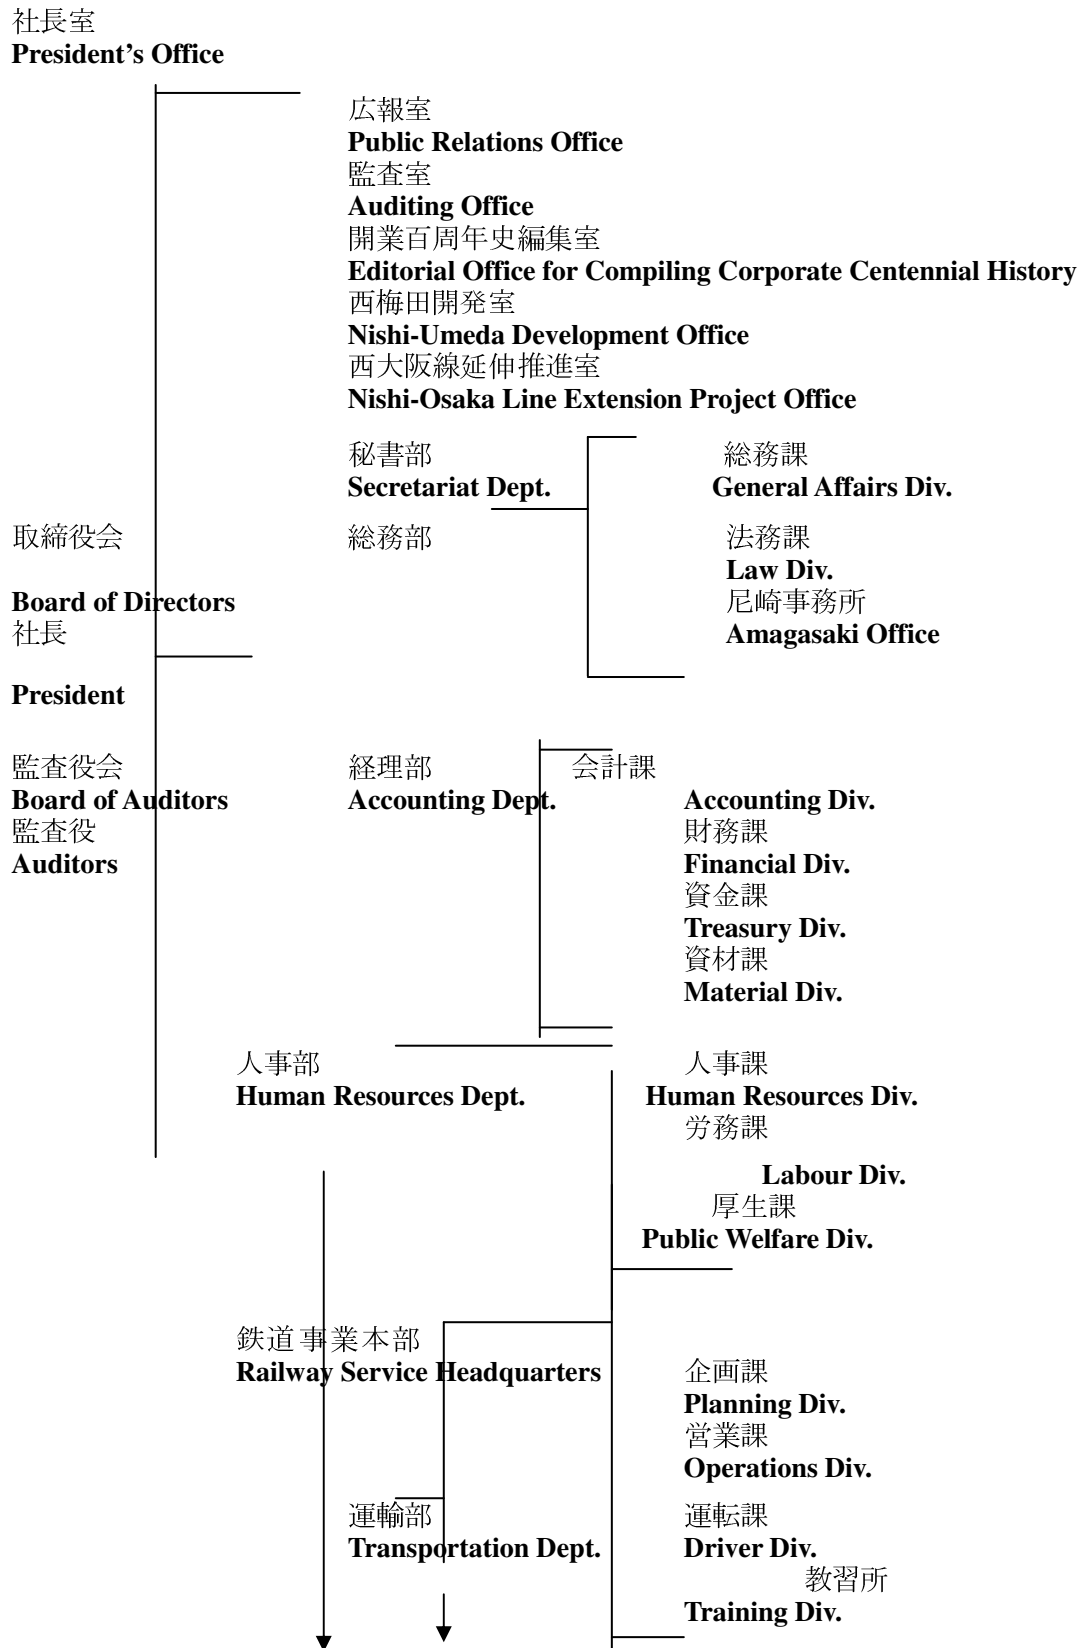 社長室
President's Office
広報室
Public Relations Office
監査室
Auditing Office
開業百周年史編集室
Editorial Office for Compiling Corporate Centennial History
西梅田開発室
Nishi-Umeda Development Office
西大阪線延伸推進室
Nishi-Osaka Line Extension Project Office
秘書部 総務課
Secretariat Dept. General Affairs Div.
取締役会 総務部 法務課
Law Div.
Board of Directors 尼崎事務所
社長 Amagasaki Office
President
監査役会 経理部 会計課
Board of Auditors Accounting Dept. Accounting Div.
監査役 財務課
Auditors Financial Div.
資金課
Treasury Div.
資材課
Material Div.
人事部 人事課
Human Resources Dept. Human Resources Div.
労務課
Labour Div.
厚生課
Public Welfare Div.
鉄道事業本部
Railway Service Headquarters 企画課
Planning Div.
営業課
Operations Div.
運輸部 運転課
Transportation Dept. Driver Div.
教習所
Training Div.